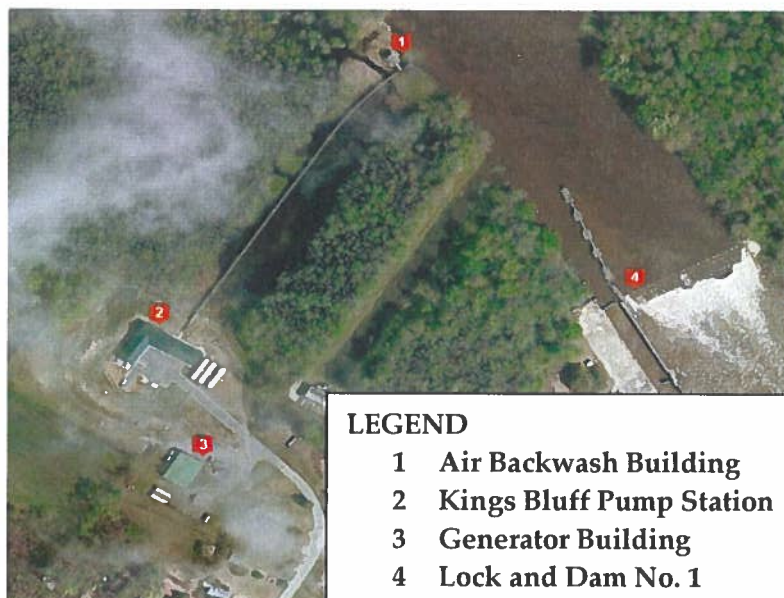 1
2
3
4
LEGEND
1 Air Backwash Building
2 Kings Bluff Pump Station
3 Generator Building
4 Lock and Dam No. 1